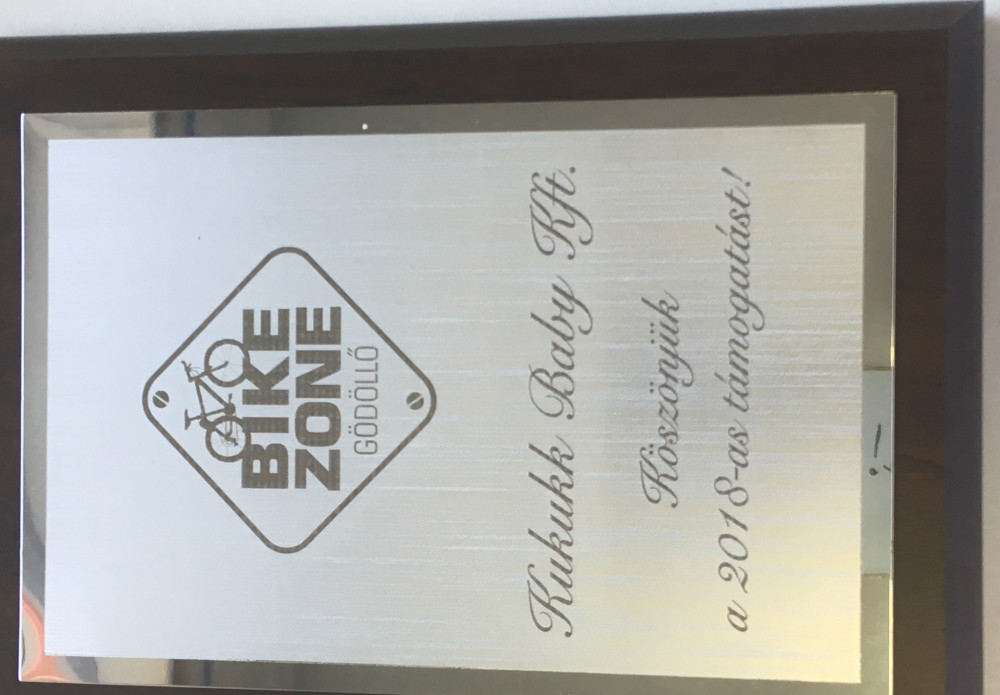 BIKE
ZONE
GÖDÖLLŐ
Kukukk Baby Kft.
Köszönjük
a 2018-as támogatást!